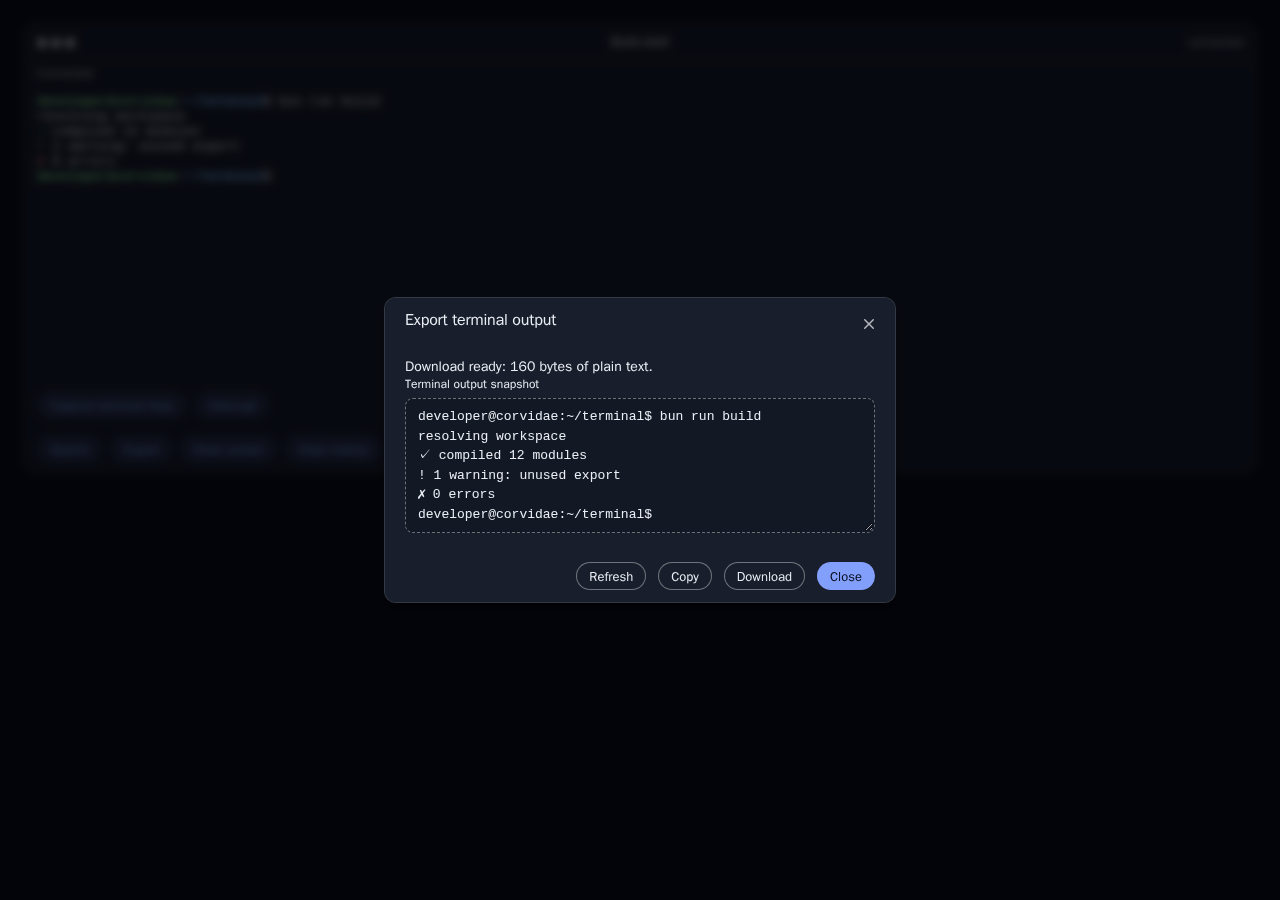 Export terminal output
Download ready: 160 bytes of plain text.
Terminal output snapshot
developer@corvidae:~/terminal$ bun run build
resolving workspace
✓ compiled 12 modules
! 1 warning: unused export
✗ 0 errors
developer@corvidae:~/terminal$
Refresh
Copy
Download
Close